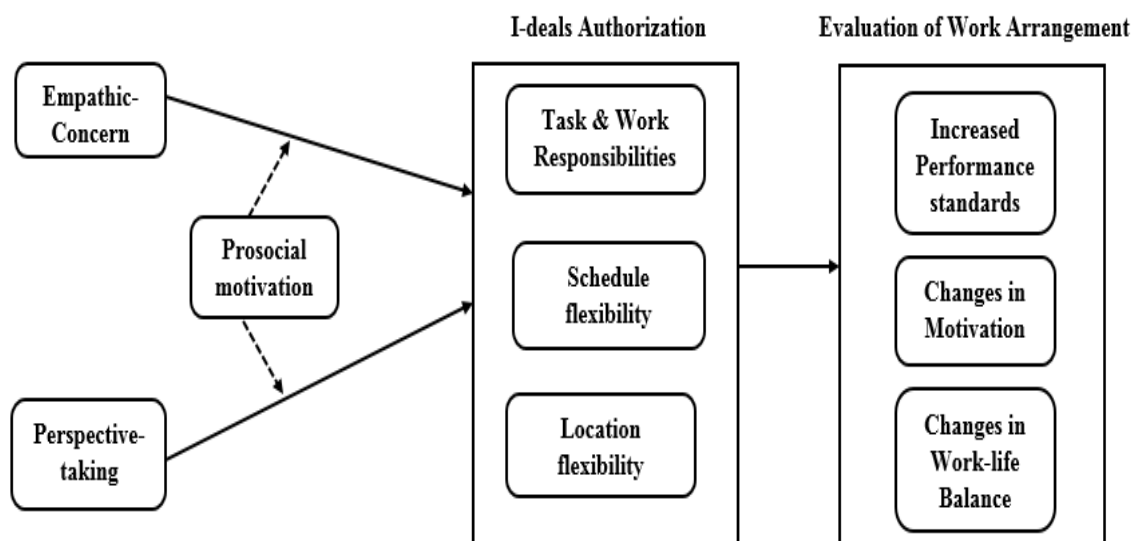 I-deals Authorization
Evaluation of Work Arrangement
Empathic-
Concern
Prosocial
motivation
Perspective-
taking
Task & Work
Responsibilities
Schedule
flexibility
Location
flexibility
Increased
Performance
standards
Changes in
Motivation
Changes in
Work-life
Balance